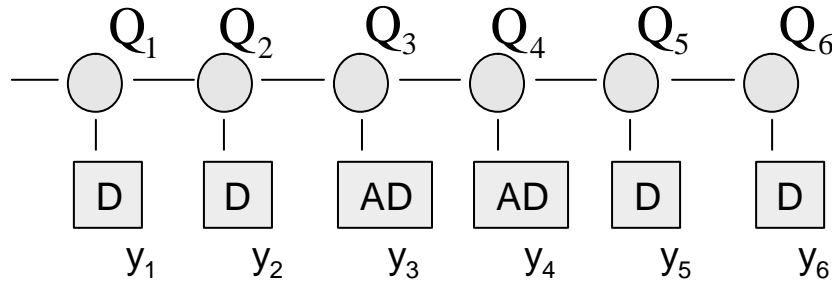 Q₁ Q₂ Q₃ Q₄ Q₅ Q₆
D D AD AD D D
y₁ y₂ y₃ y₄ y₅ y₆